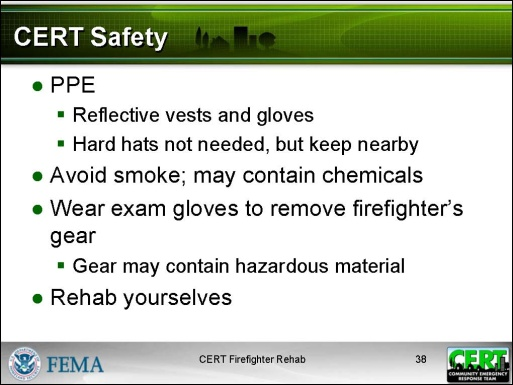 CERT Safety
● PPE
▪ Reflective vests and gloves
▪ Hard hats not needed, but keep nearby
● Avoid smoke; may contain chemicals
● Wear exam gloves to remove firefighter's
gear
▪ Gear may contain hazardous material
● Rehab yourselves
FEMA
CERT Firefighter Rehab
38
CERT
COMMUNITY EMERGENCY
RESPONSE TEAM